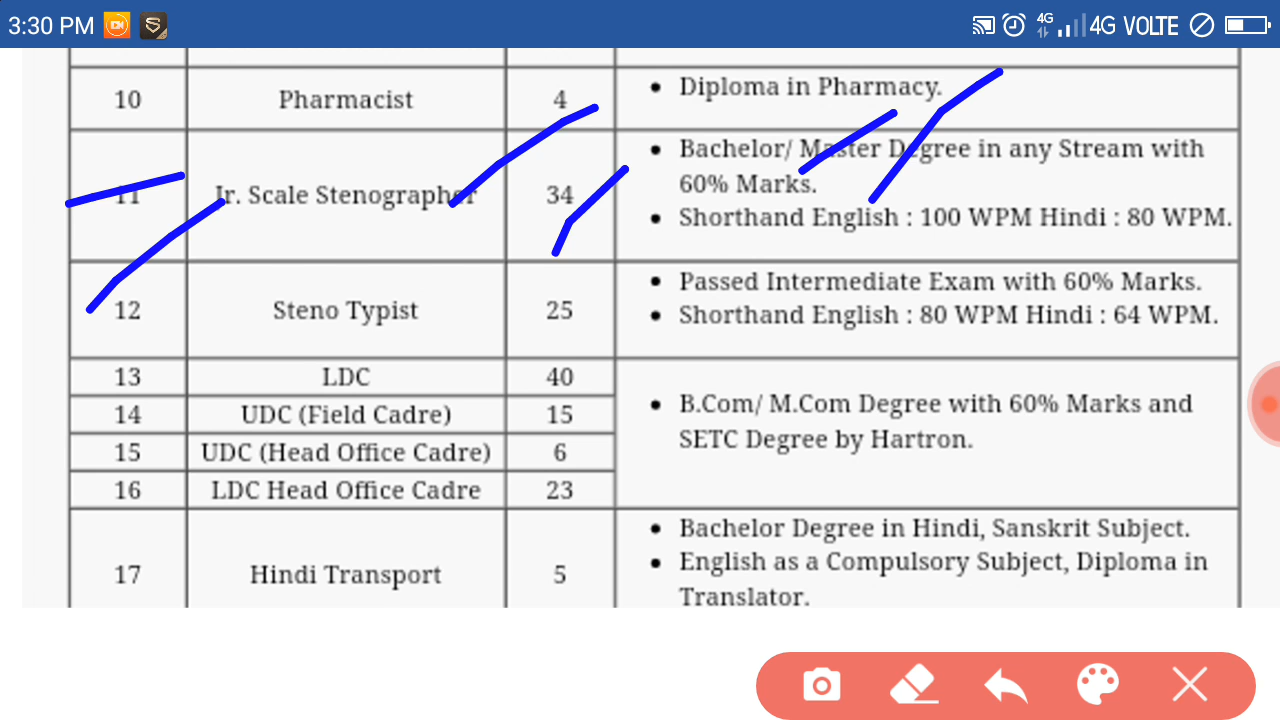 3:30 PM
4G 4G VOLTE
10 Pharmacist 4 • Diploma in Pharmacy.
11 Jr. Scale Stenographer 34 • Bachelor/ Master Degree in any Stream with
60% Marks.
• Shorthand English : 100 WPM Hindi : 80 WPM.
12 Steno Typist 25 • Passed Intermediate Exam with 60% Marks.
• Shorthand English : 80 WPM Hindi : 64 WPM.
13 LDC 40
14 UDC (Field Cadre) 15
15 UDC (Head Office Cadre) 6
16 LDC Head Office Cadre 23
• B.Com/ M.Com Degree with 60% Marks and
SETC Degree by Hartron.
17 Hindi Transport 5 • Bachelor Degree in Hindi, Sanskrit Subject.
• English as a Compulsory Subject, Diploma in
Translator.